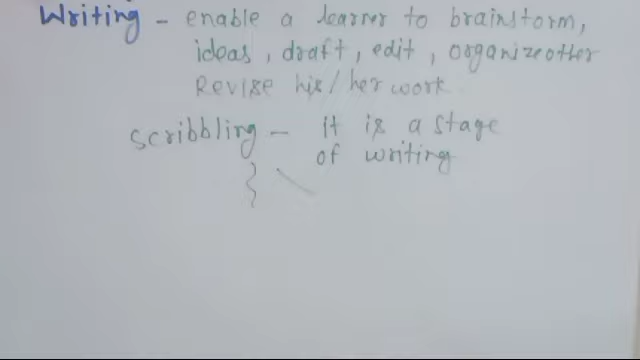 Writing - enable a learner to brainstorm,
ideas, draft, edit, organize other
Revise his/her work
scribbling - it is a stage
of writing